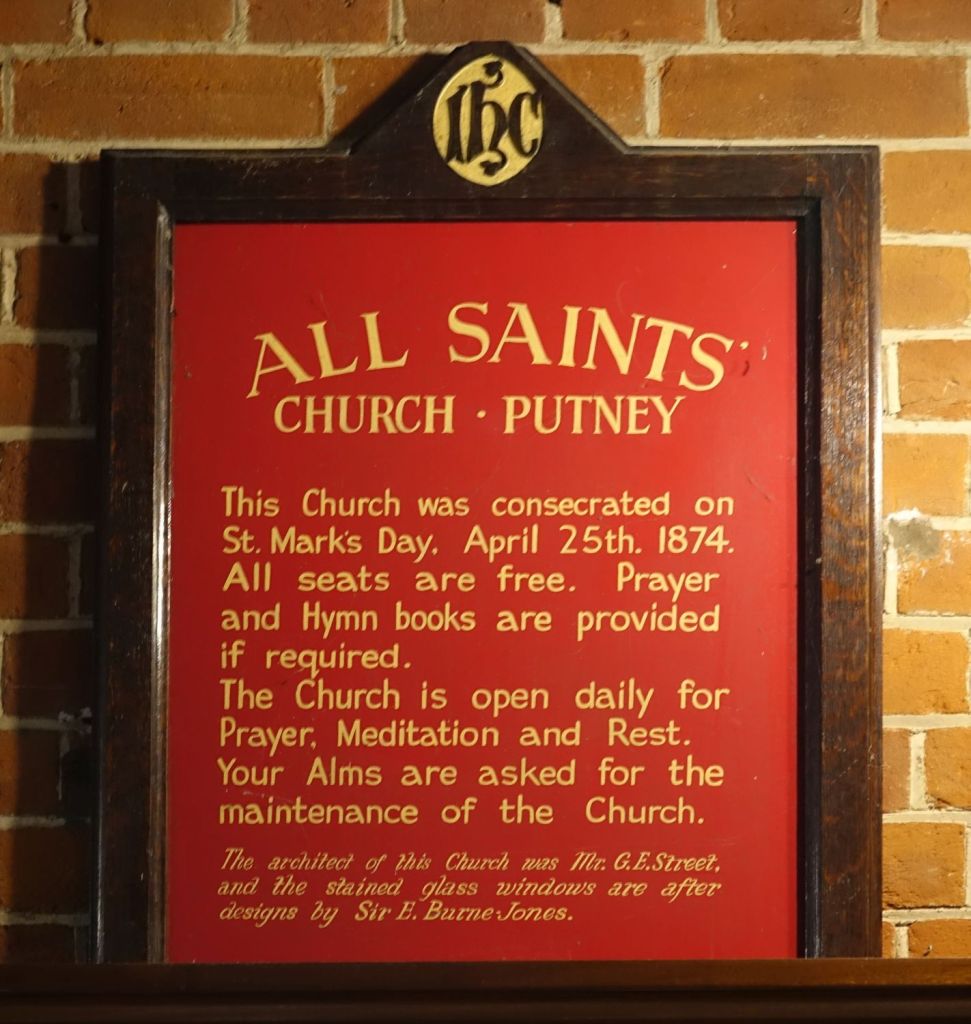 IhC
ALL SAINTS'
CHURCH · PUTNEY
This Church was consecrated on
St. Mark's Day, April 25th. 1874.
All seats are free. Prayer
and Hymn books are provided
if required.
The Church is open daily for
Prayer, Meditation and Rest.
Your Alms are asked for the
maintenance of the Church.
The architect of this Church was Mr. G.E.Street,
and the stained glass windows are after
designs by Sir E. Burne-Jones.